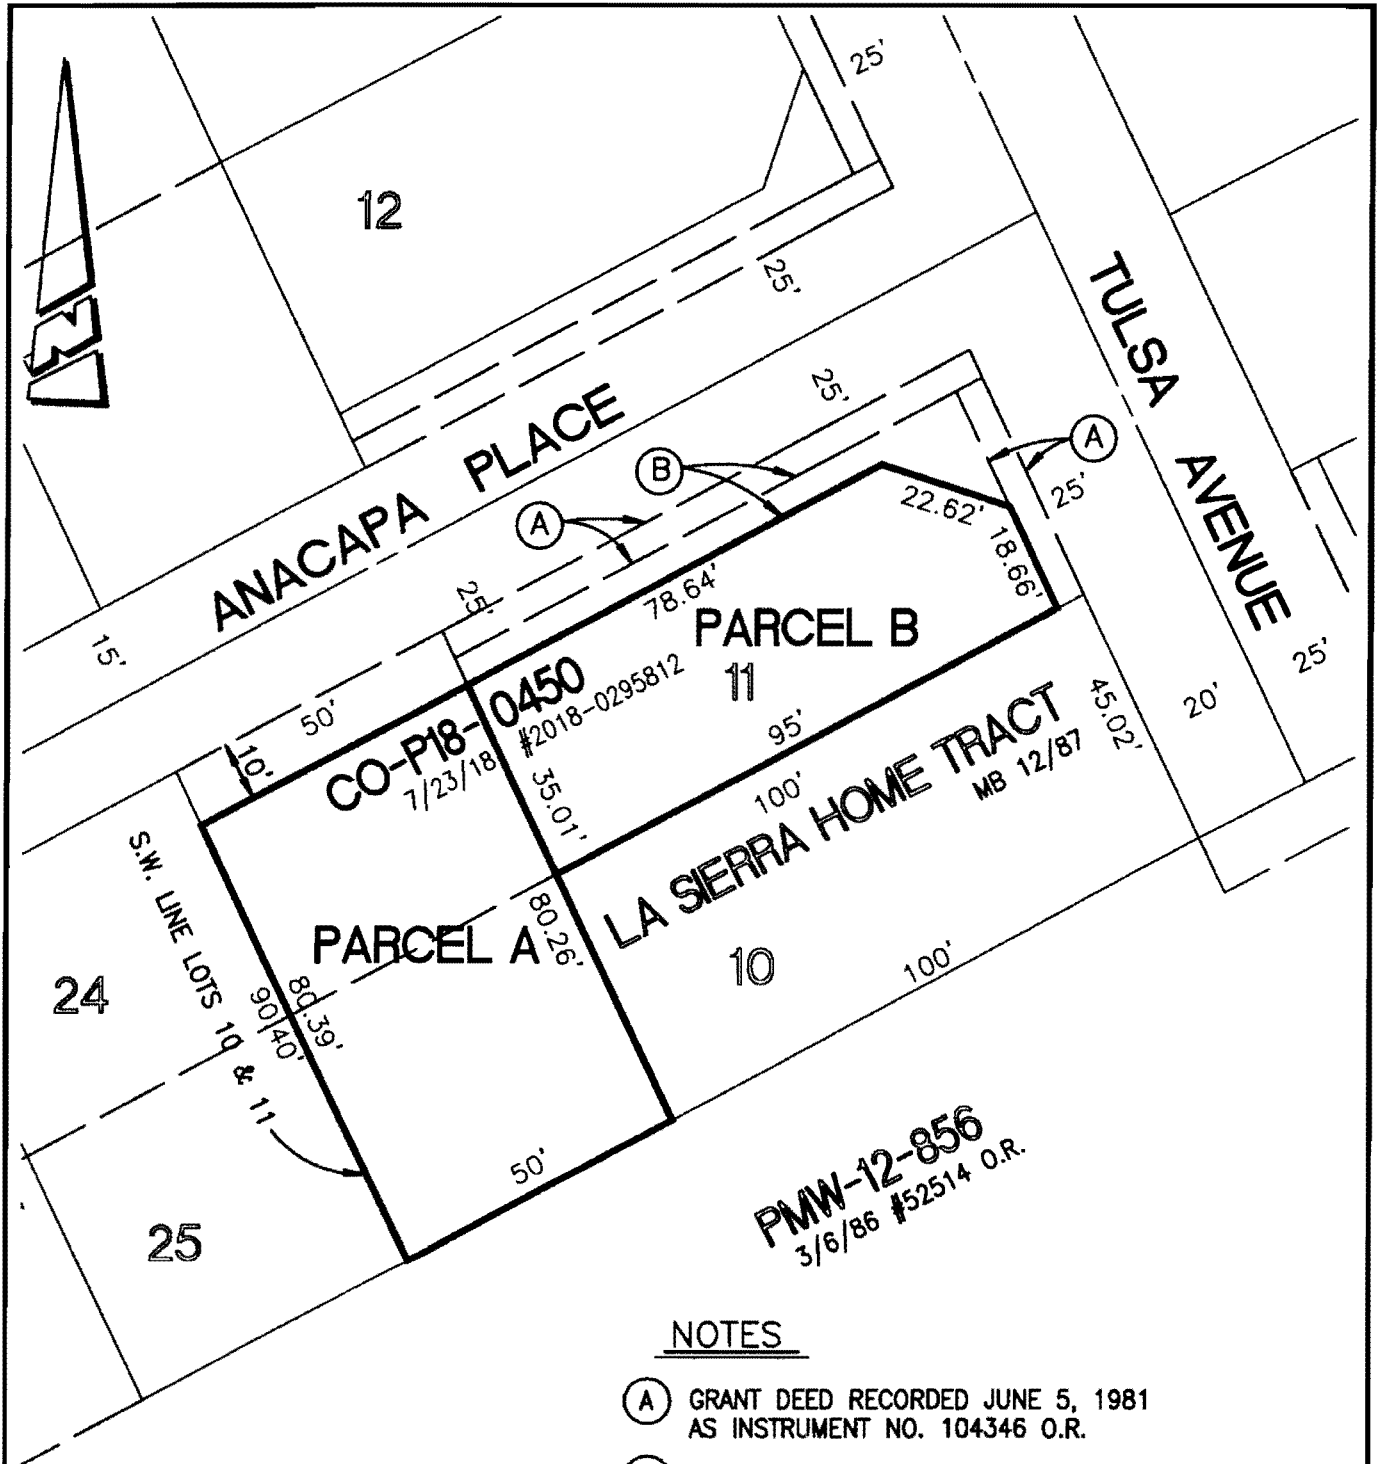 N
12
25'
25'
25'
25'
TULSA AVENUE
ANACAPA PLACE
A
B
A
25'
15'
22.62'
18.66'
78.64'
PARCEL B
11
50'
10'
CO-P18-0450
7/23/18
#2018-0295812
35.01'
95'
100'
45.02'
20'
25'
LA SIERRA HOME TRACT
MB 12/87
S.W. LINE LOTS 10 & 11
PARCEL A
80.26'
10
100'
24
90.40'
80.39'
50'
25
PMW-12-856
3/6/86 #52514 O.R.
NOTES
A GRANT DEED RECORDED JUNE 5, 1981
AS INSTRUMENT NO. 104346 O.R.